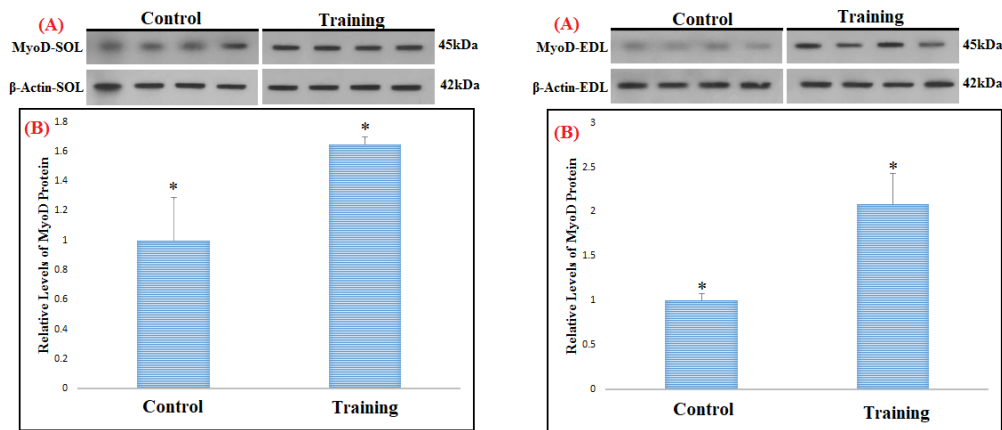 (A) Control Training
MyoD-SOL 45kDa
β-Actin-SOL 42kDa
(B)
Relative Levels of MyoD Protein
1.8
1.6
1.4
1.2
1
0.8
0.6
0.4
0.2
0
*
*
Control Training
(A) Control Training
MyoD-EDL 45kDa
β-Actin-EDL 42kDa
(B)
Relative Levels of MyoD Protein
3
2.5
2
1.5
1
0.5
0
*
*
Control Training